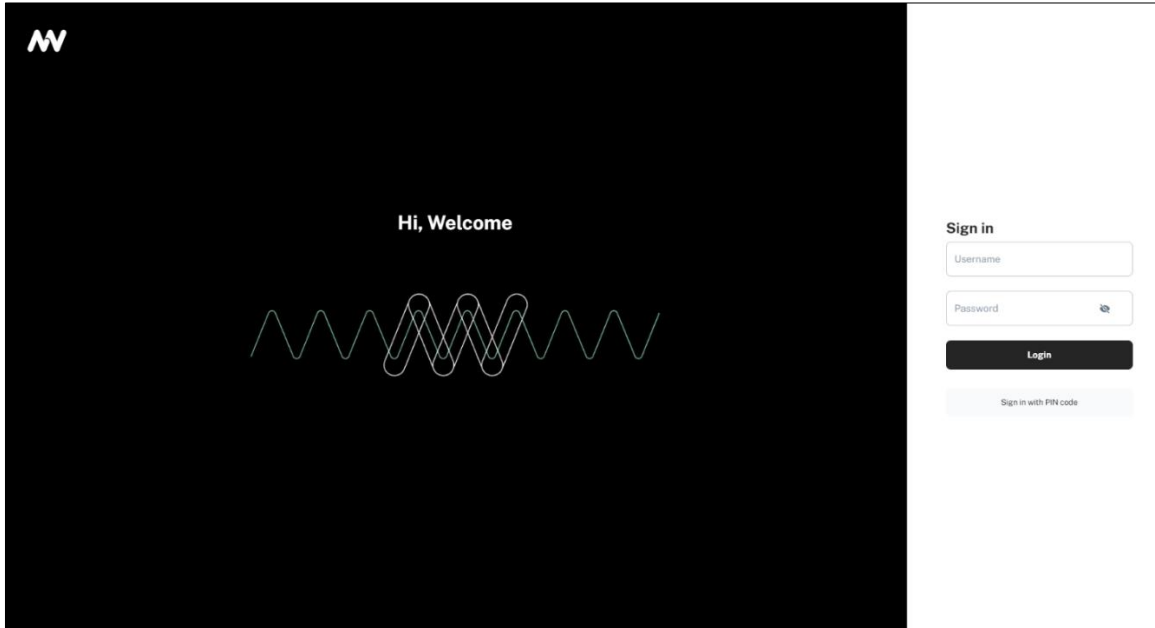 Hi, Welcome
Sign in
Username
Password
Login
Sign in with PIN code